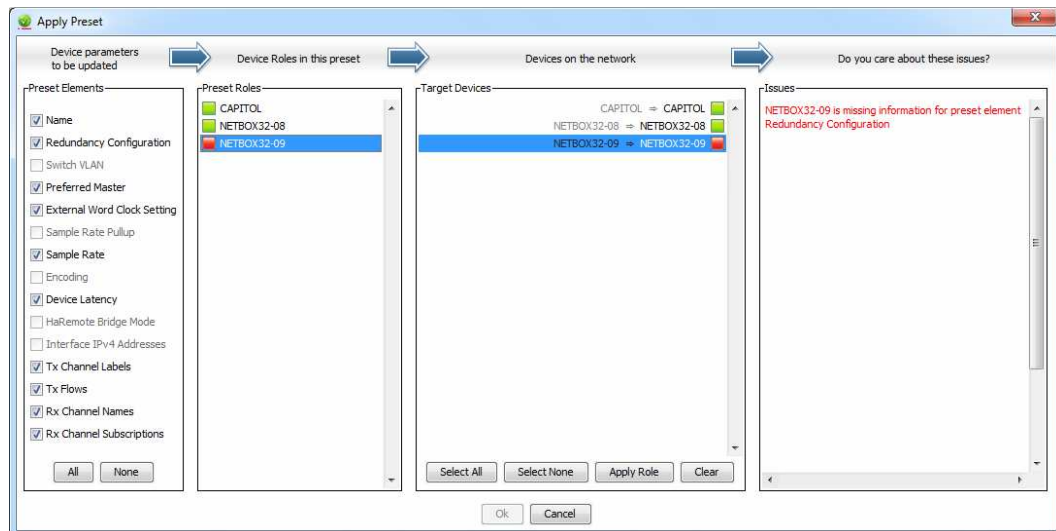 Apply Preset
Device parameters
to be updated
Device Roles in this preset
Devices on the network
Do you care about these issues?
Preset Elements
Name
Redundancy Configuration
Switch VLAN
Preferred Master
External Word Clock Setting
Sample Rate Pullup
Sample Rate
Encoding
Device Latency
HaRemote Bridge Mode
Interface IPv4 Addresses
Tx Channel Labels
Tx Flows
Rx Channel Names
Rx Channel Subscriptions
All
None
Preset Roles
CAPITOL
NETBOX32-08
NETBOX32-09
Target Devices
CAPITOL ⇒ CAPITOL
NETBOX32-08 ⇒ NETBOX32-08
NETBOX32-09 ⇒ NETBOX32-09
Select All
Select None
Apply Role
Clear
Issues
NETBOX32-09 is missing information for preset element
Redundancy Configuration
Ok
Cancel